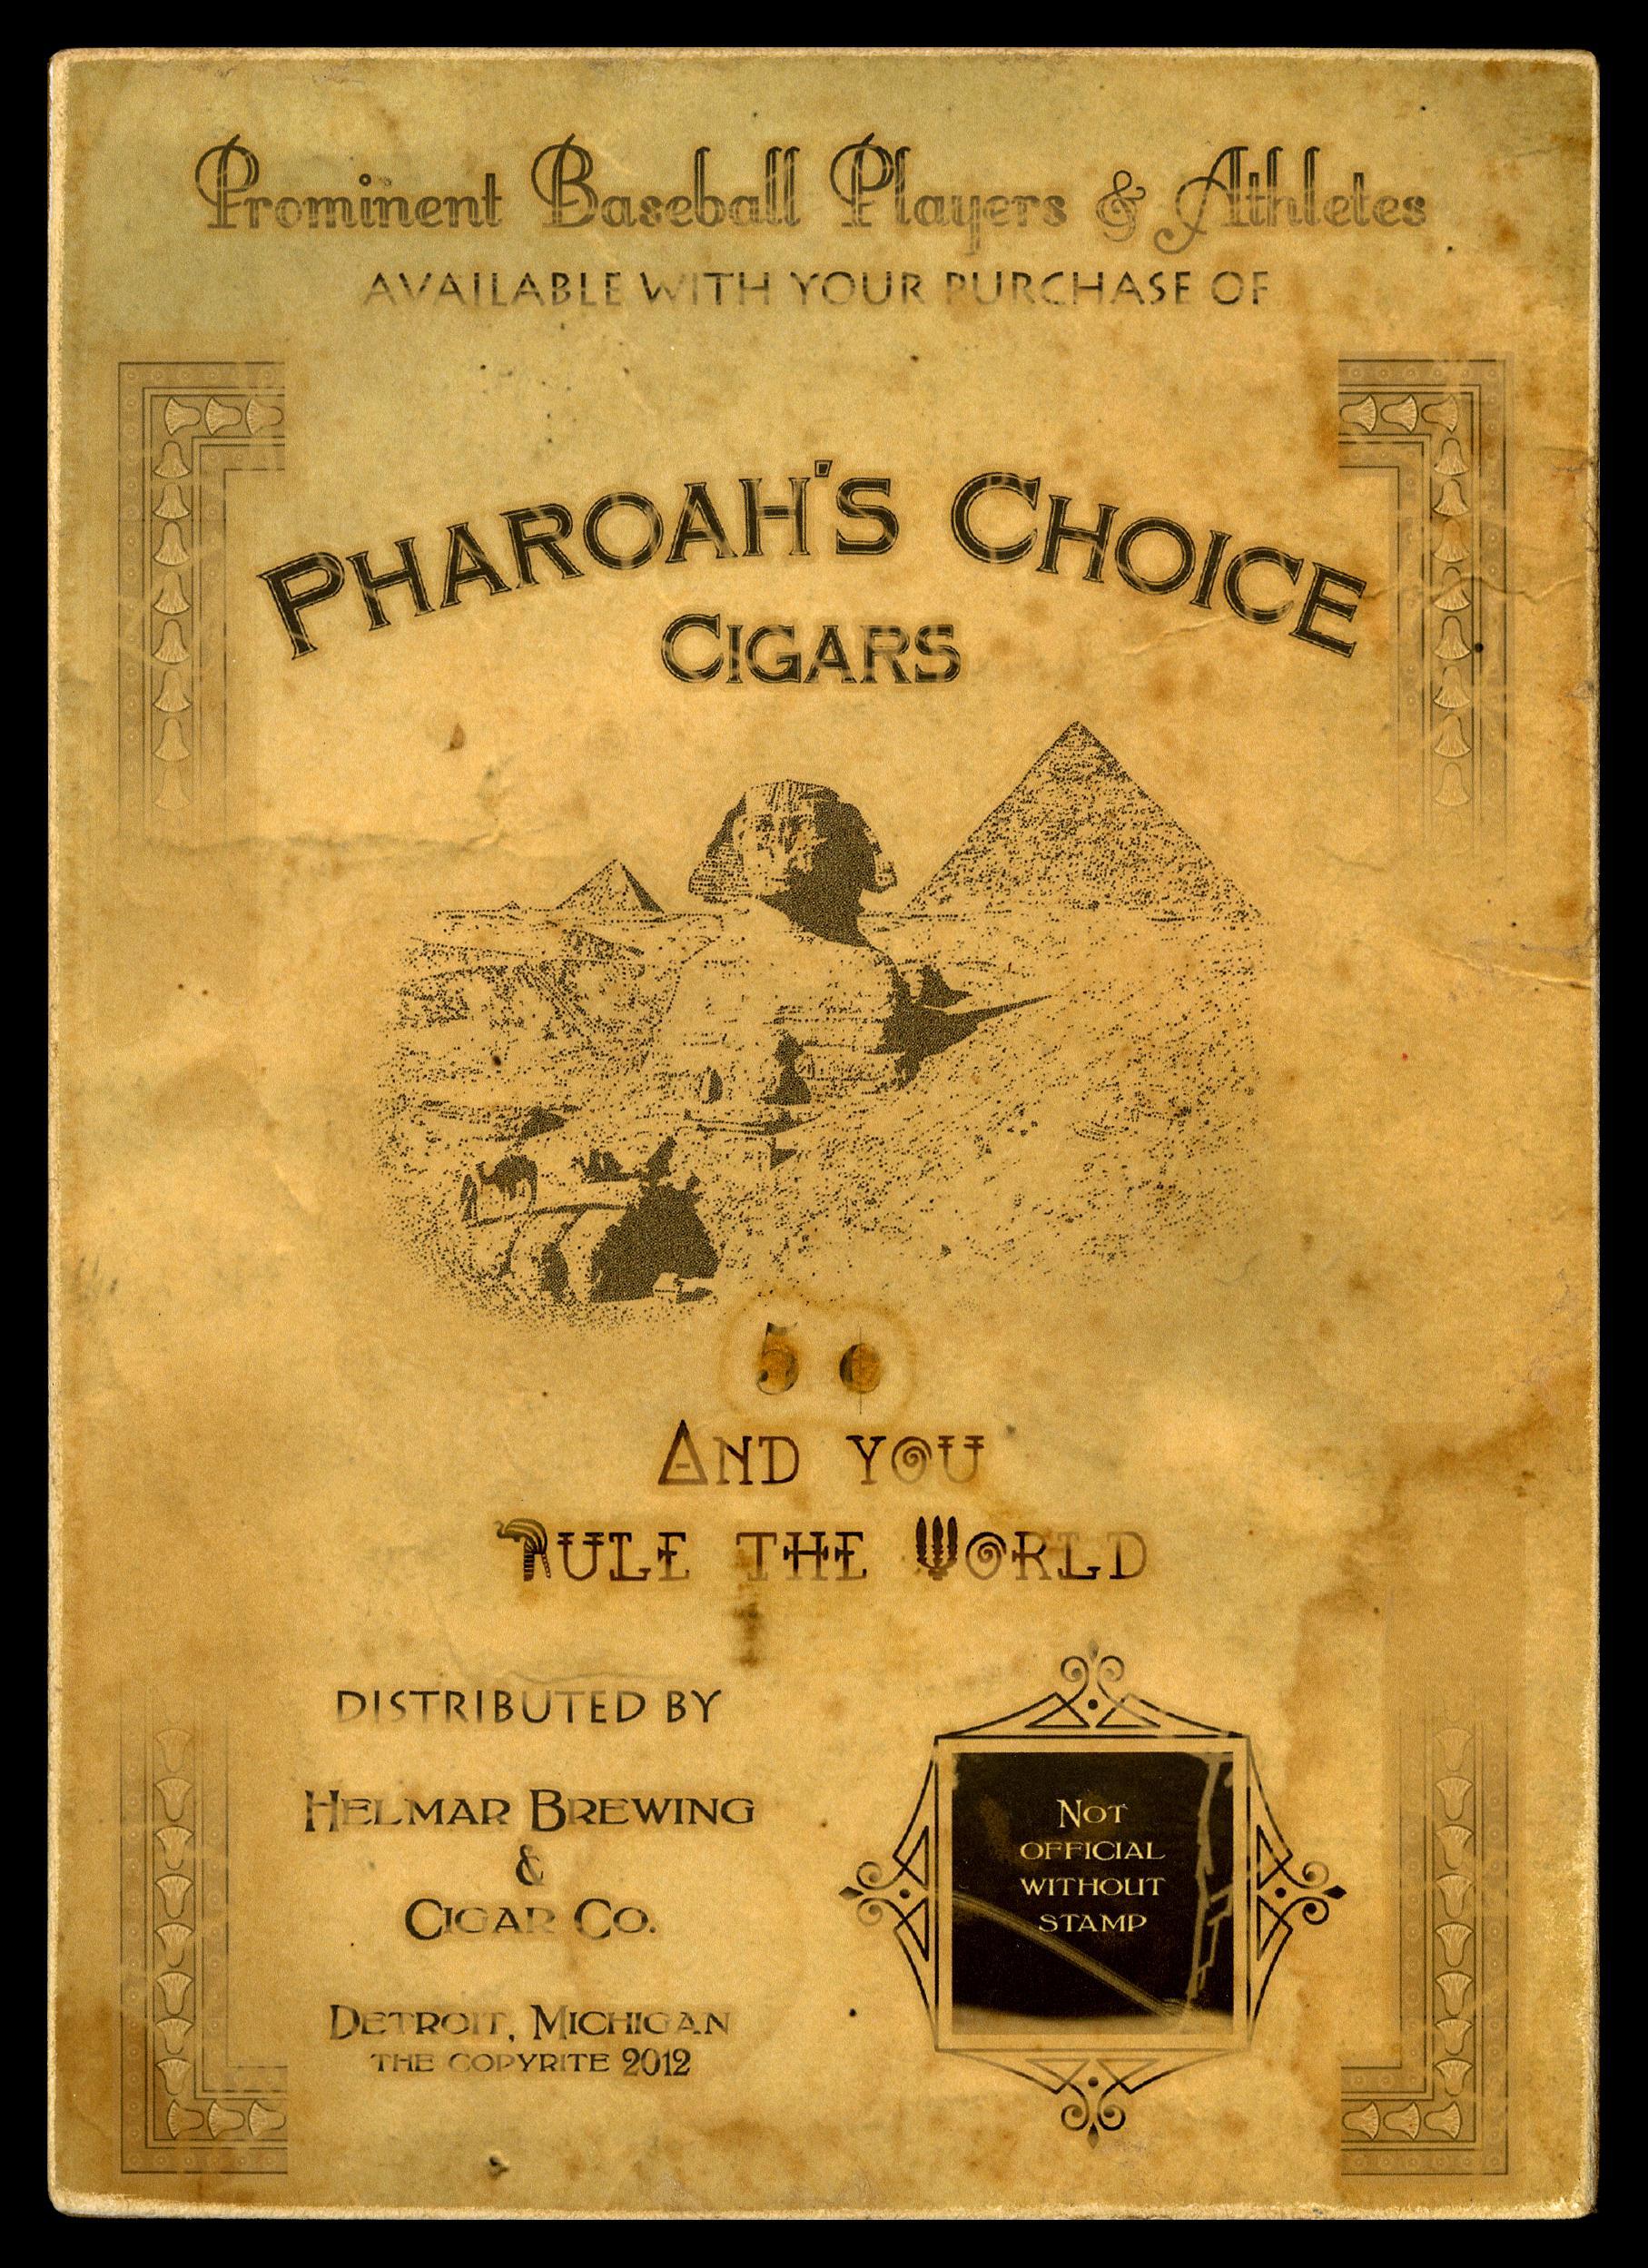 Prominent Baseball Players & Athletes
AVAILABLE WITH YOUR PURCHASE OF
PHAROAH'S CHOICE
CIGARS
5 ¢
AND YOU
RULE THE WORLD
DISTRIBUTED BY
HELMAR BREWING
&
CIGAR CO.
DETROIT, MICHIGAN
THE COPYRITE 2012
NOT
OFFICIAL
WITHOUT
STAMP